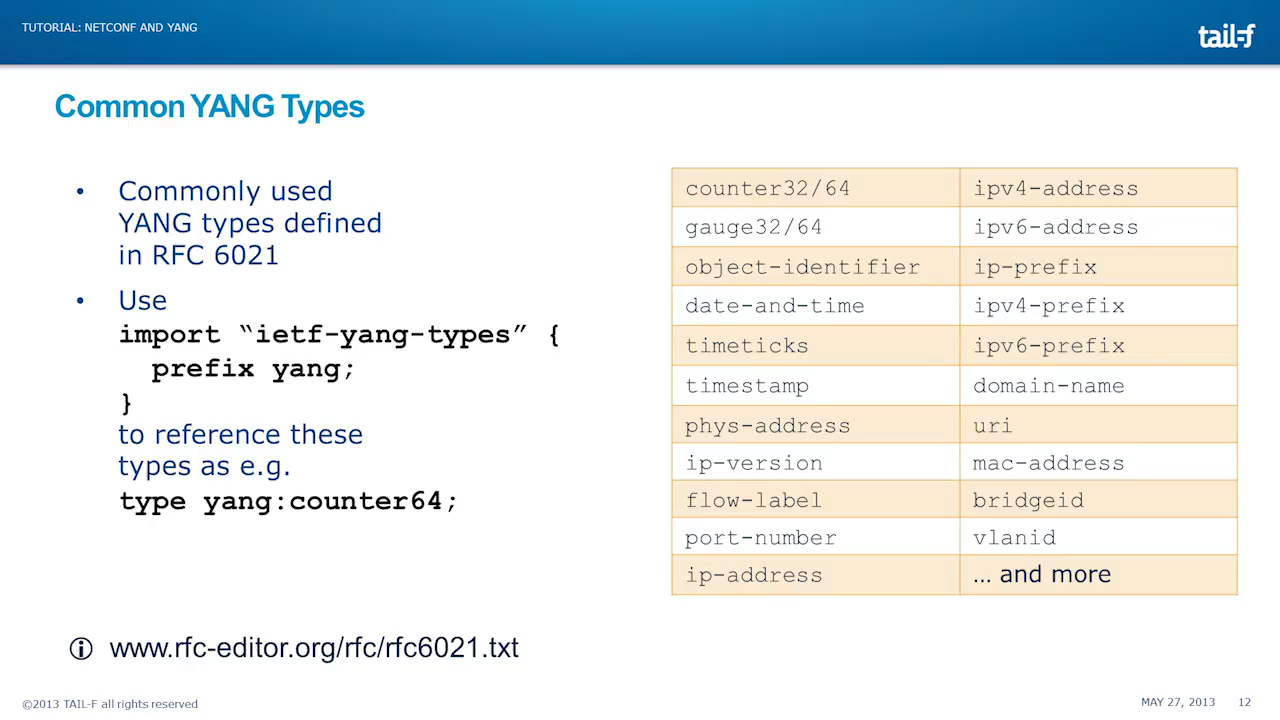 TUTORIAL: NETCONF AND YANG
tail-f
Common YANG Types
• Commonly used
YANG types defined
in RFC 6021
• Use
import “ietf-yang-types” {
prefix yang;
}
to reference these
types as e.g.
type yang:counter64;
counter32/64 ipv4-address
gauge32/64 ipv6-address
object-identifier ip-prefix
date-and-time ipv4-prefix
timeticks ipv6-prefix
timestamp domain-name
phys-address uri
ip-version mac-address
flow-label bridgeid
port-number vlanid
ip-address … and more
www.rfc-editor.org/rfc/rfc6021.txt
©2013 TAIL-F all rights reserved
MAY 27, 2013 12